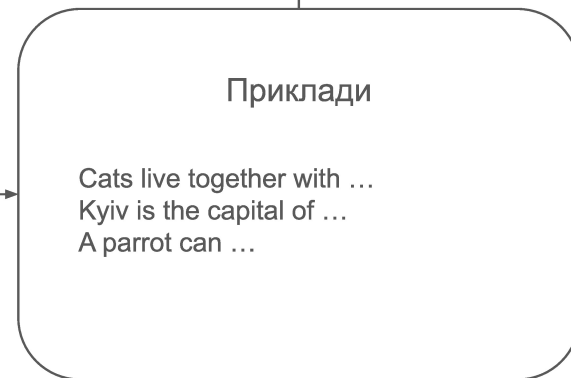 Приклади
Cats live together with …
Kyiv is the capital of …
A parrot can …